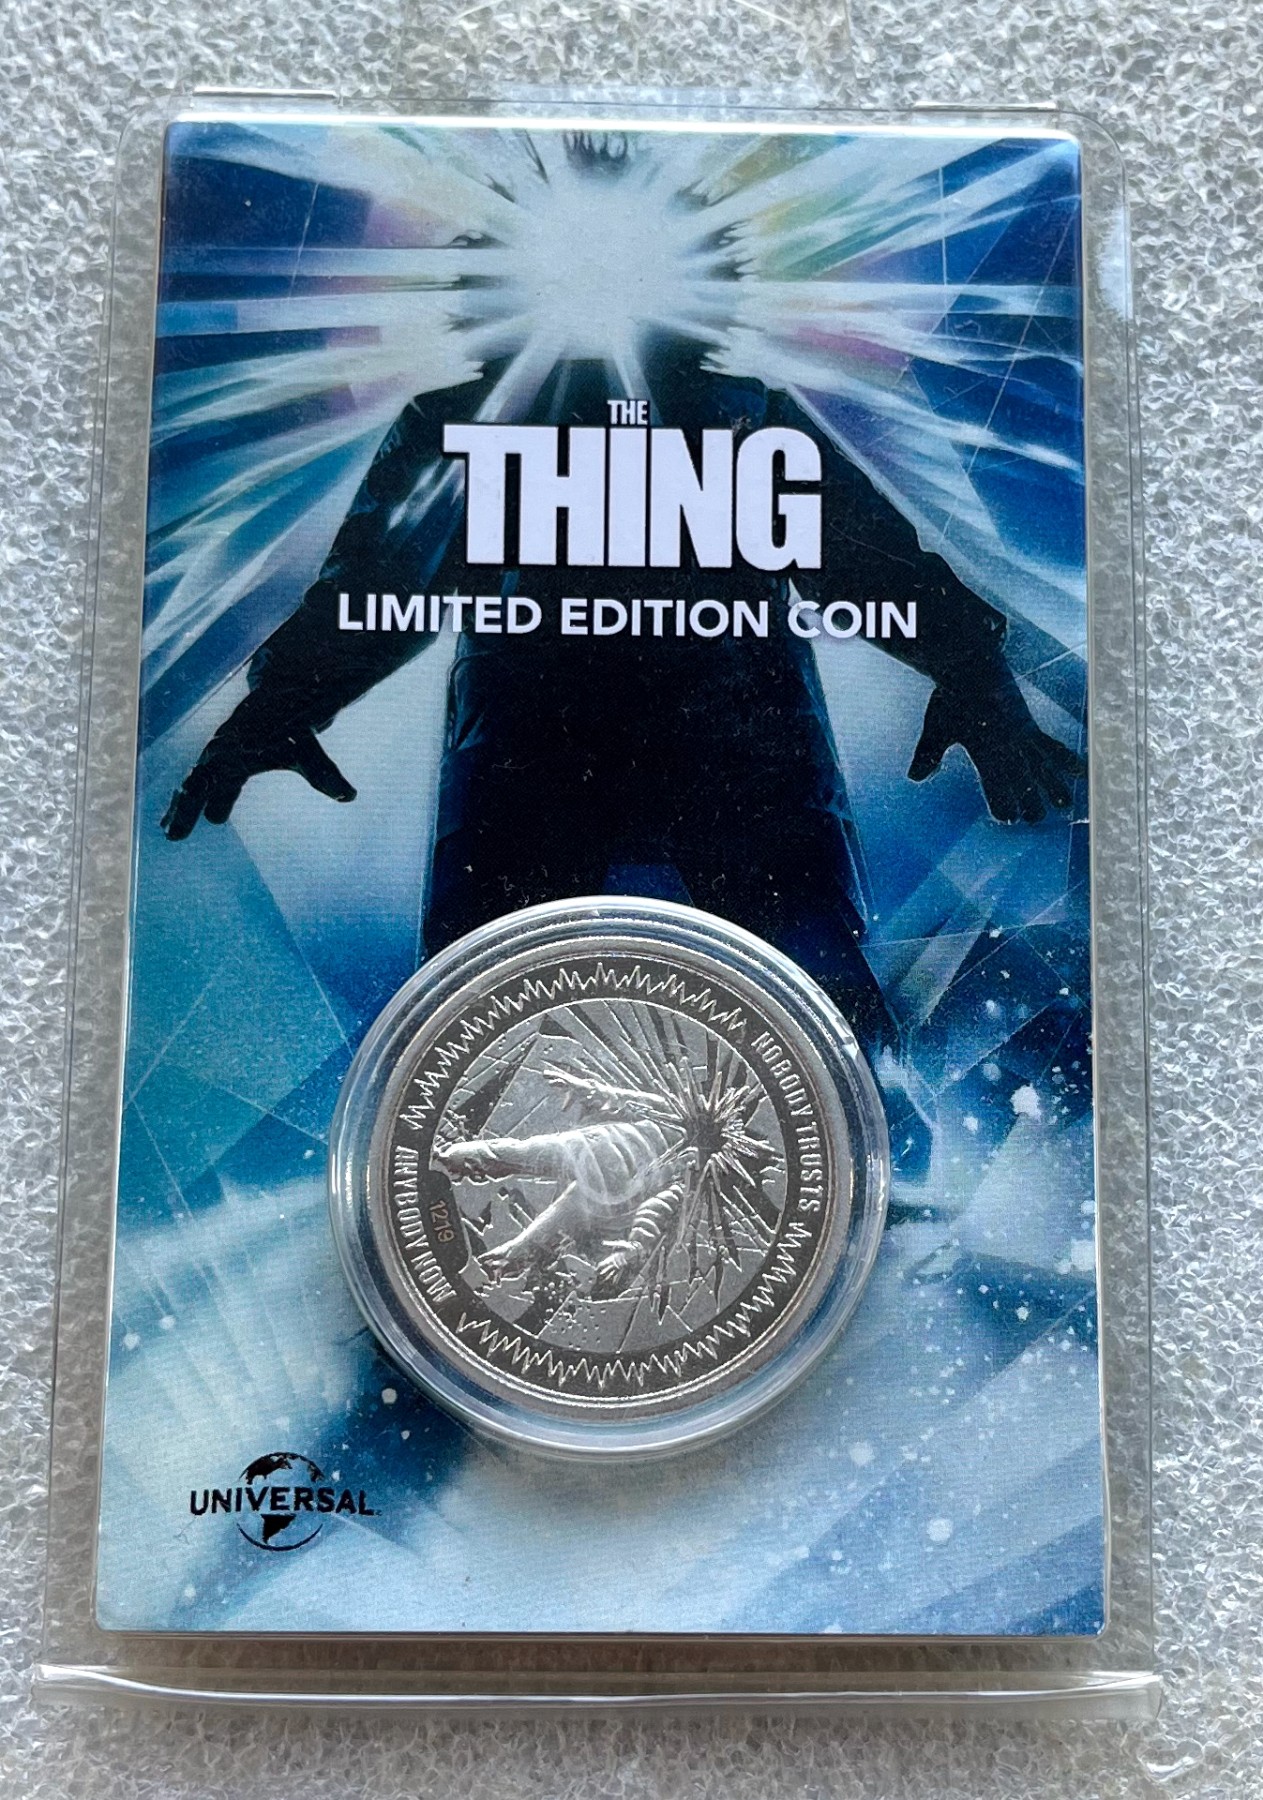 THE
THING
LIMITED EDITION COIN
NOBODY TRUSTS
ANYBODY NOW
1219
UNIVERSAL